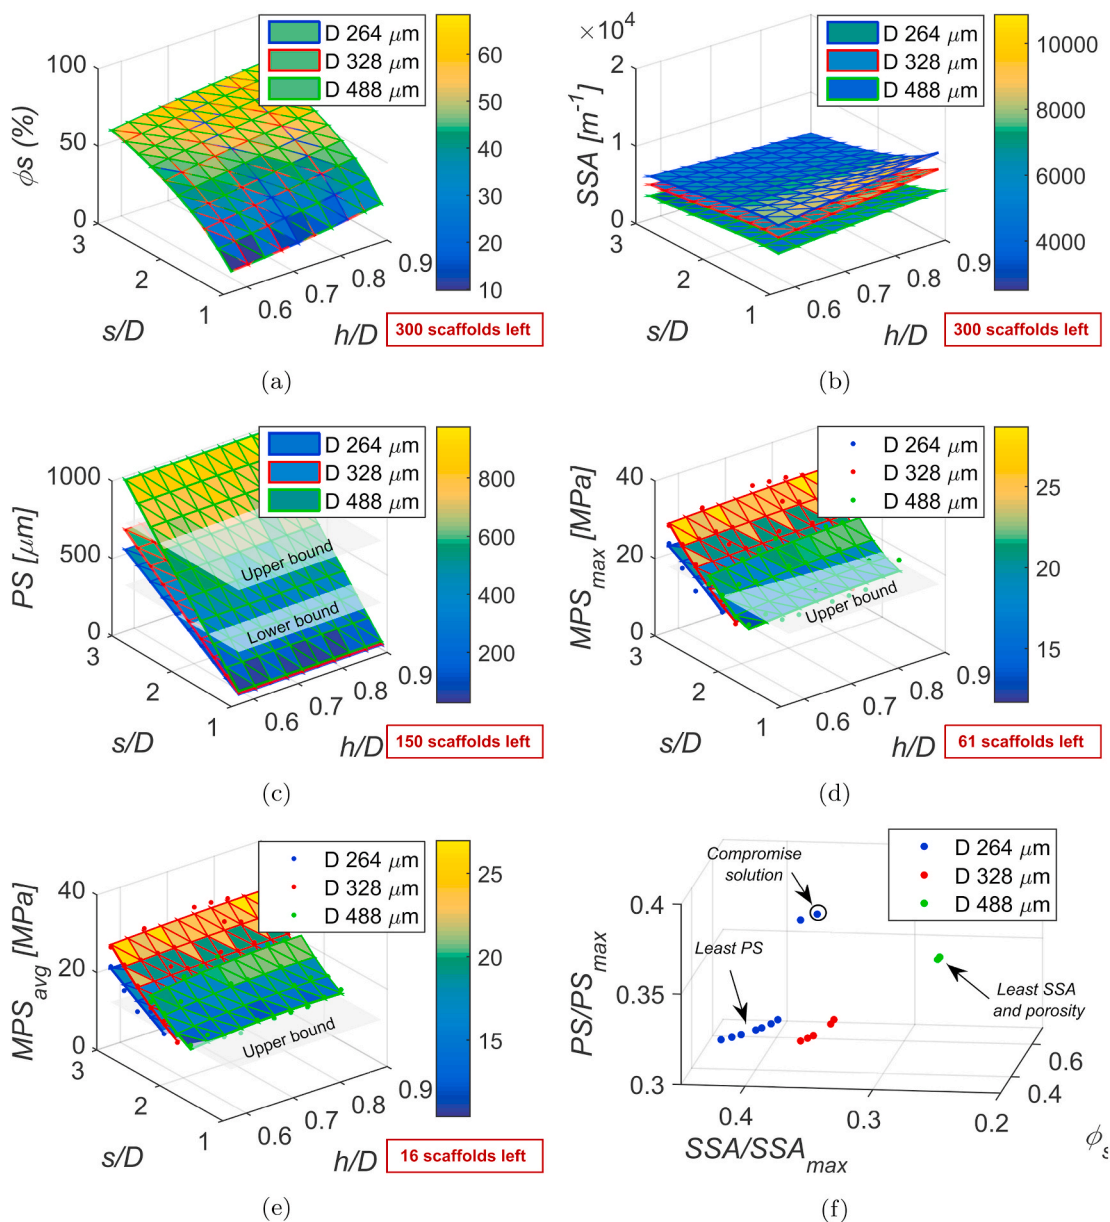 D 264 μm
D 328 μm
D 488 μm
ϕs (%)
100
50
0
3
2
1
s/D
0.6
0.7
0.8
0.9
h/D
60
50
40
30
20
10
300 scaffolds left
(a)
×10⁴
D 264 μm
D 328 μm
D 488 μm
SSA [m⁻¹]
2
1
0
3
2
1
s/D
0.6
0.7
0.8
0.9
h/D
10000
8000
6000
4000
300 scaffolds left
(b)
D 264 μm
D 328 μm
D 488 μm
PS [μm]
1000
500
0
3
2
1
s/D
0.6
0.7
0.8
0.9
h/D
Upper bound
Lower bound
800
600
400
200
150 scaffolds left
(c)
D 264 μm
D 328 μm
D 488 μm
MPSmax [MPa]
40
20
0
3
2
1
s/D
0.6
0.7
0.8
0.9
h/D
Upper bound
25
20
15
61 scaffolds left
(d)
D 264 μm
D 328 μm
D 488 μm
MPSavg [MPa]
40
20
0
3
2
1
s/D
0.6
0.7
0.8
0.9
h/D
Upper bound
25
20
15
16 scaffolds left
(e)
D 264 μm
D 328 μm
D 488 μm
Compromise
solution
Least PS
Least SSA
and porosity
PS/PSmax
0.4
0.35
0.3
0.4
0.3
0.2
SSA/SSAmax
0.6
0.4
ϕs
(f)